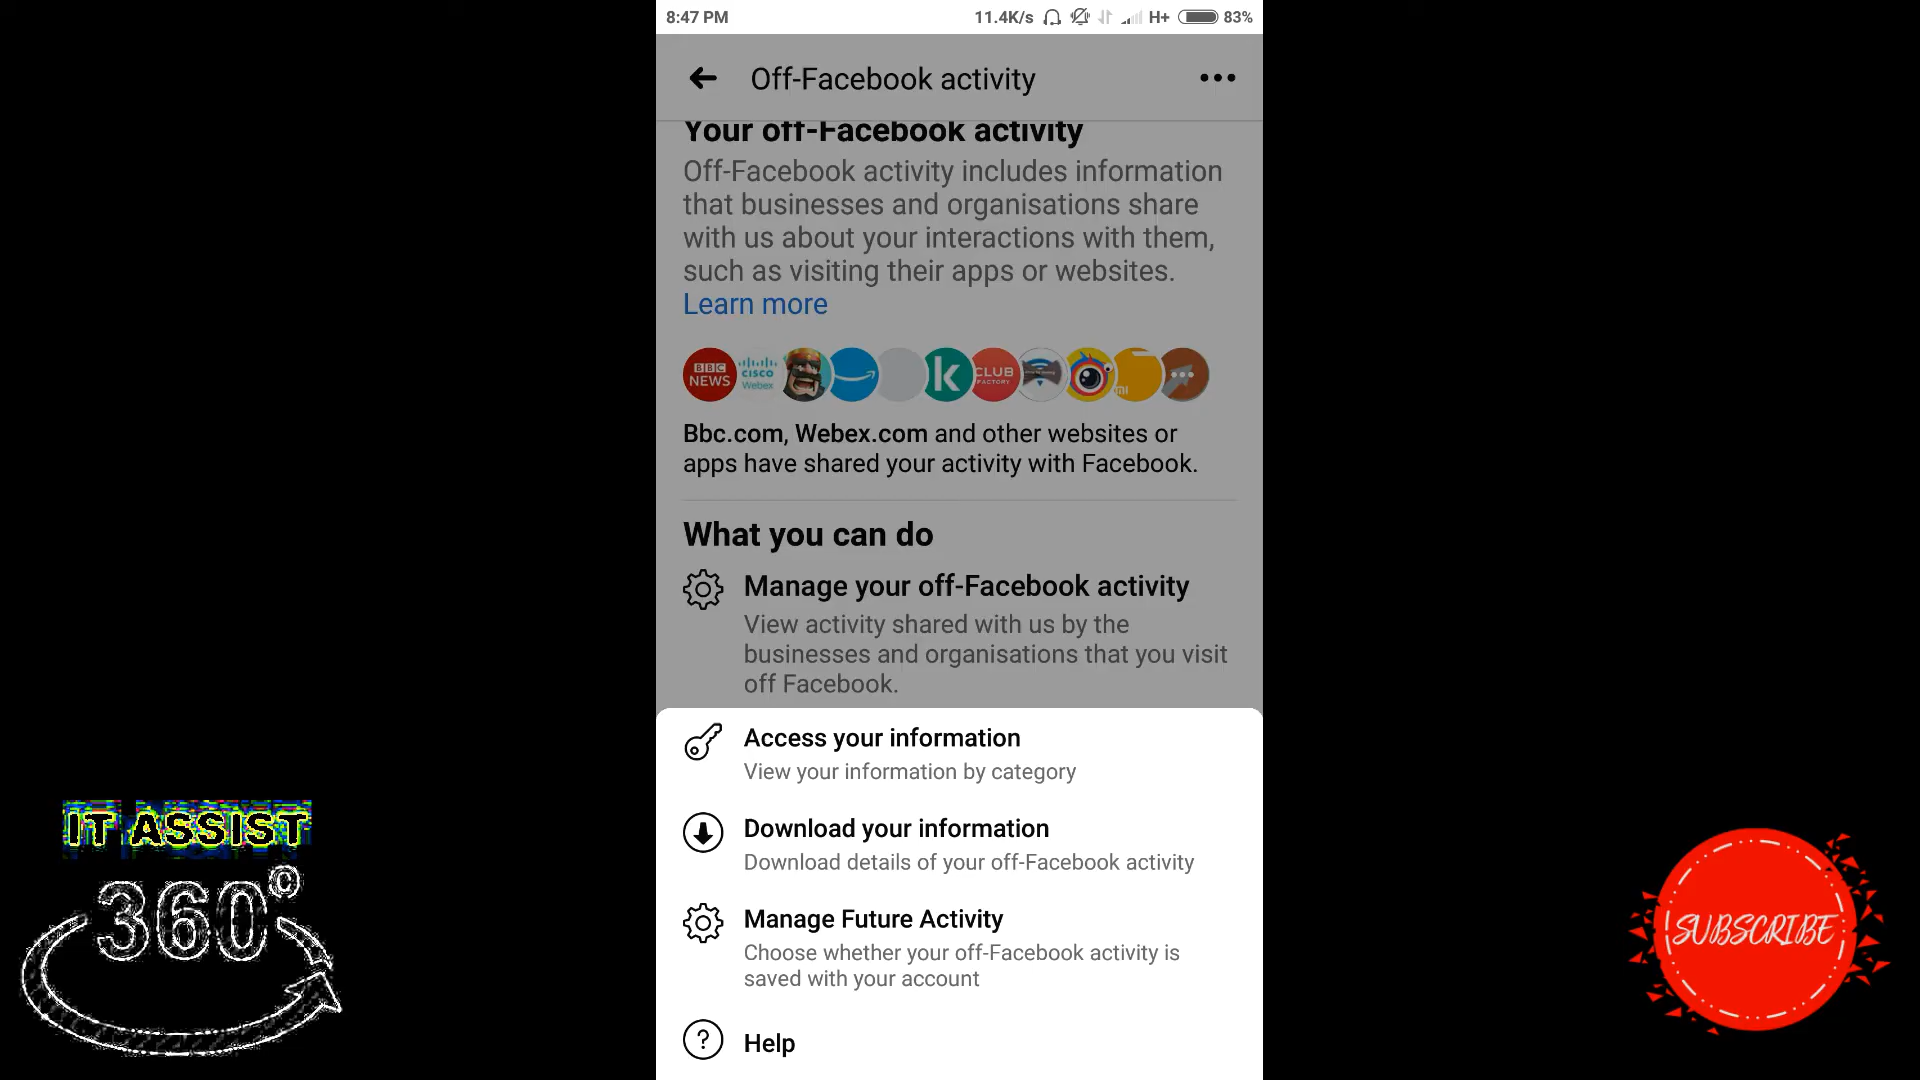 8:47 PM 11.4K/s H+ 83%
Off-Facebook activity
Your off-Facebook activity
Off-Facebook activity includes information
that businesses and organisations share
with us about your interactions with them,
such as visiting their apps or websites.
Learn more
BBC
NEWS
CISCO
Webex
k
CLUB
FACTORY
MI
Bbc.com, Webex.com and other websites or
apps have shared your activity with Facebook.
What you can do
Manage your off-Facebook activity
View activity shared with us by the
businesses and organisations that you visit
off Facebook.
Access your information
View your information by category
Download your information
Download details of your off-Facebook activity
Manage Future Activity
Choose whether your off-Facebook activity is
saved with your account
? Help
IT ASSIST
360°©
SUBSCRIBE